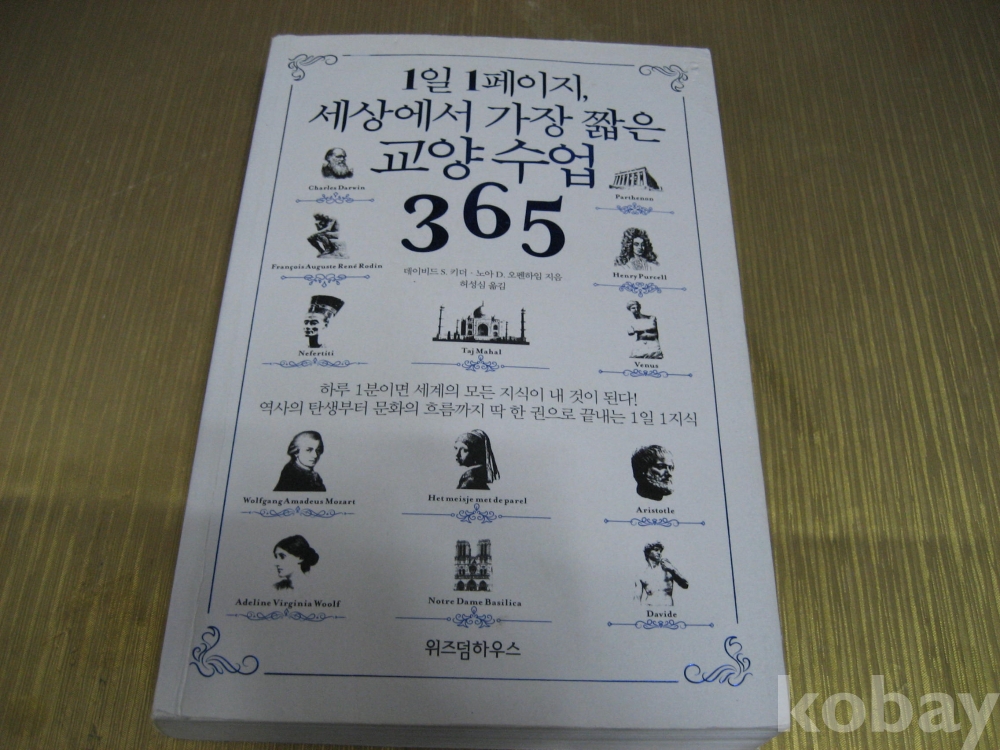 1일 1페이지,
세상에서 가장 짧은
교양 수업
365
데이비드 S. 키더 · 노아 D. 오펜하임 지음
허성심 옮김
Charles Darwin
Parthenon
François Auguste René Rodin
Henry Purcell
Nefertiti
Taj Mahal
Venus
하루 1분이면 세계의 모든 지식이 내 것이 된다!
역사의 탄생부터 문화의 흐름까지 딱 한 권으로 끝내는 1일 1지식
Wolfgang Amadeus Mozart
Het meisje met de parel
Aristotle
Adeline Virginia Woolf
Notre Dame Basilica
Davide
위즈덤하우스
kobay